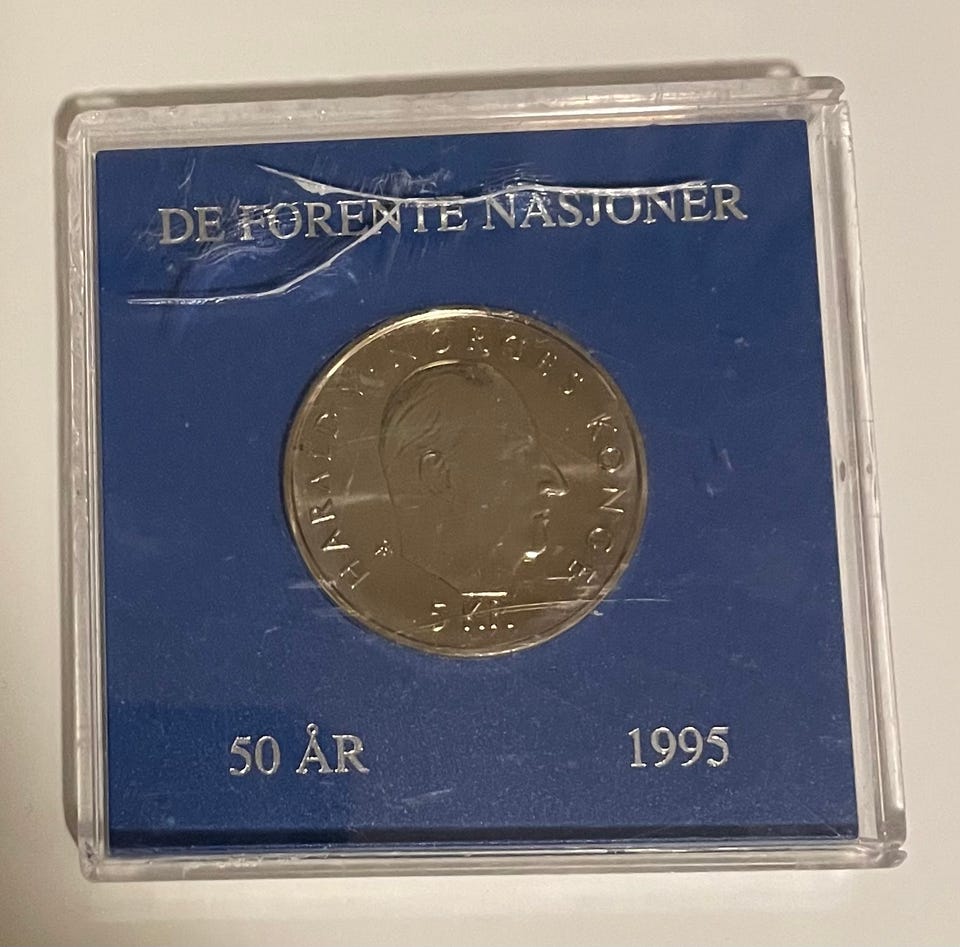 DE FORENTE NASJONER
HARALD V · NORGES KONGE
5 KR.
50 ÅR 1995